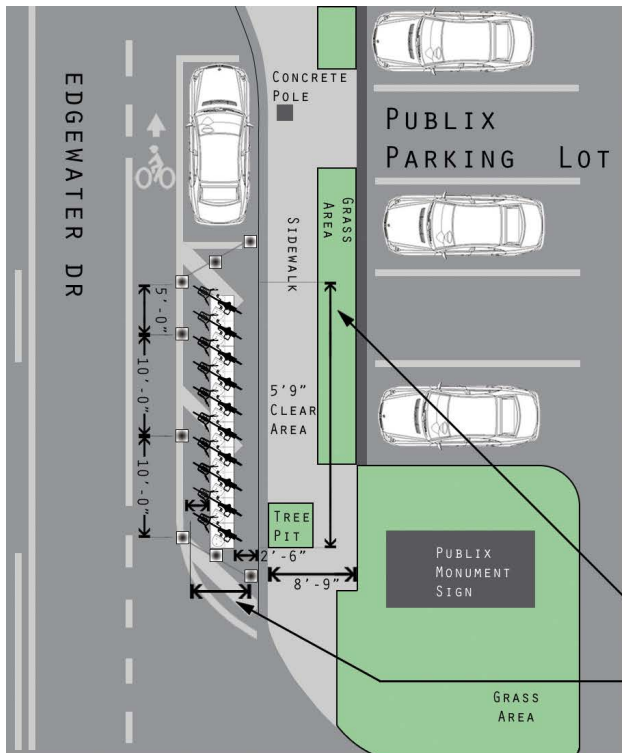 EDGEWATER DR
CONCRETE
POLE
PUBLIX
PARKING LOT
GRASS
AREA
SIDEWALK
5'-0"
10'-0"
10'-0"
5'9"
CLEAR
AREA
TREE
PIT
2'-6"
8'-9"
PUBLIX
MONUMENT
SIGN
GRASS
AREA